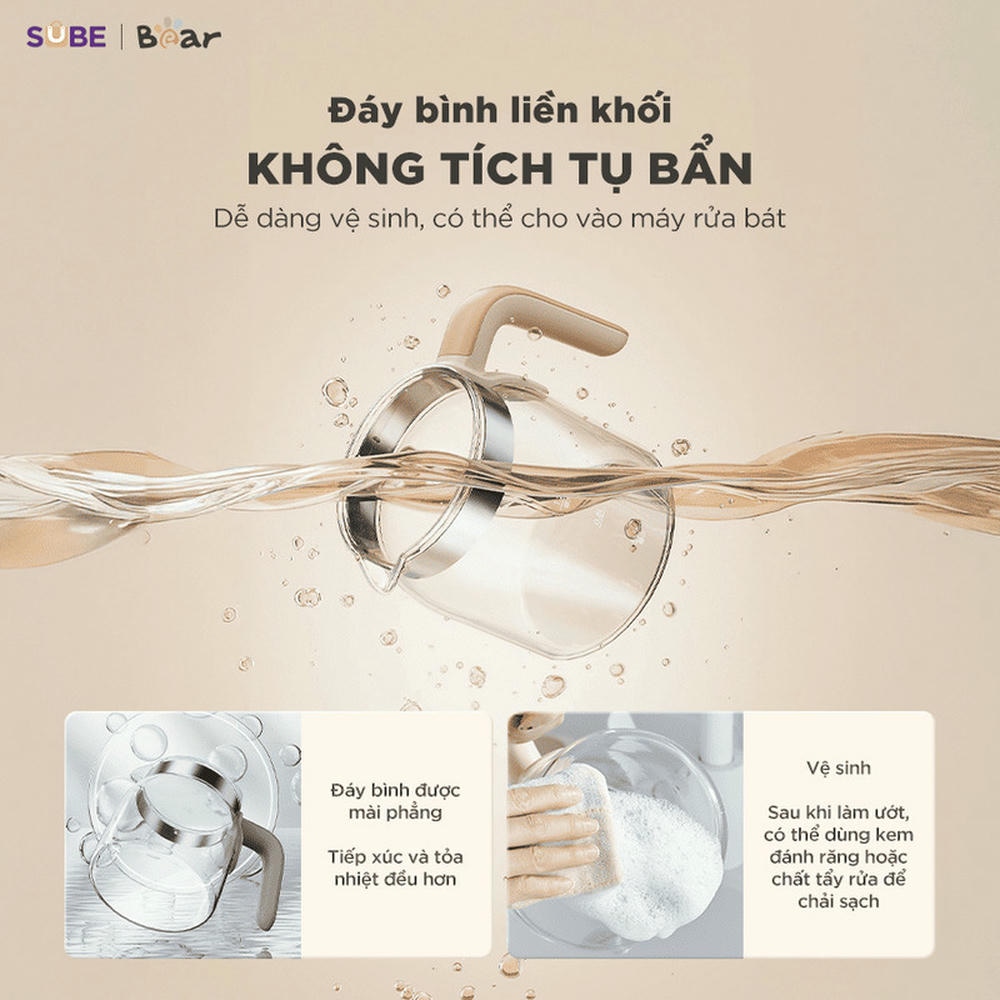 SUBE | Bear
Đáy bình liền khối
KHÔNG TÍCH TỤ BẨN
Dễ dàng vệ sinh, có thể cho vào máy rửa bát
Đáy bình được
mài phẳng
Tiếp xúc và tỏa
nhiệt đều hơn
Vệ sinh
Sau khi làm ướt,
có thể dùng kem
đánh răng hoặc
chất tẩy rửa để
chải sạch